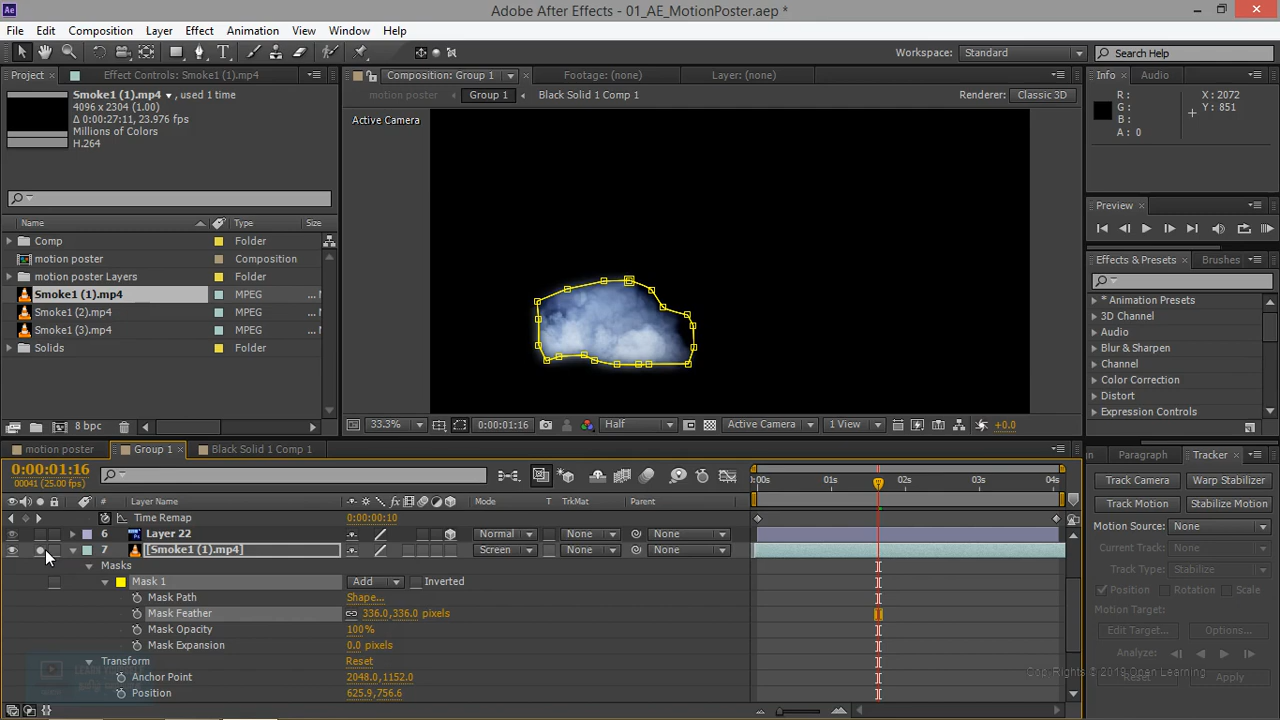 Ae Adobe After Effects - 01_AE_MotionPoster.aep *
File Edit Composition Layer Effect Animation View Window Help
Workspace: Standard Search Help
Project Effect Controls: Smoke1 (1).mp4
Smoke1 (1).mp4 , used 1 time
4096 x 2304 (1.00)
Δ 0:00:27:11, 23.976 fps
Millions of Colors
H.264
Name Type Size
Comp Folder
motion poster Composition
motion poster Layers Folder
Smoke1 (1).mp4 MPEG ... M
Smoke1 (2).mp4 MPEG ... M
Smoke1 (3).mp4 MPEG ... M
Solids Folder
8 bpc
Composition: Group 1 Footage: (none) Layer: (none)
motion poster Group 1 Black Solid 1 Comp 1 Renderer: Classic 3D
Active Camera
33.3% 0:00:01:16 Half Active Camera 1 View +0.0
Info Audio
R : X : 2072
G : Y : 851
B :
A : 0
Preview
Effects & Presets Brushes
* Animation Presets
3D Channel
Audio
Blur & Sharpen
Channel
Color Correction
Distort
Generate
motion poster Group 1 Black Solid 1 Comp 1
0:00:01:16
00041 (25.00 fps)
# Layer Name Mode T TrkMat Parent
0:00s 01s 02s 03s 04s
Time Remap 0:00:00:10
6 Layer 22 Normal None None
7 [Smoke1 (1).mp4] Screen None None
Masks
Mask 1 Add Inverted
Mask Path Shape...
Mask Feather 336.0,336.0 pixels
Mask Opacity 100%
Mask Expansion 0.0 pixels
Transform Reset
Anchor Point 2048.0,1152.0
Position 625.9,756.6
Paragraph Tracker
Track Camera Warp Stabilizer
Track Motion Stabilize Motion
Motion Source: None
Current Track: None
Track Type: Stabilize
Position Rotation Scale
Motion Target:
Edit Target... Options...
Analyze:
Reset Apply
Cop Rights © 2019 Open Learning